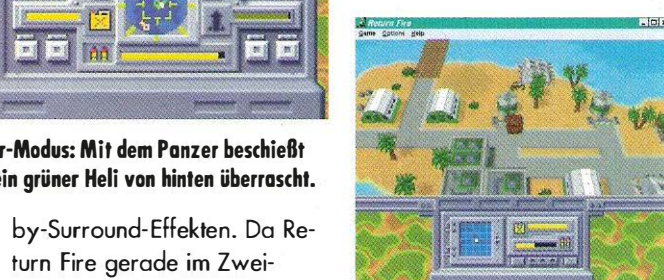 r-Modus: Mit dem Panzer beschießt
ein grüner Heli von hinten überrascht.
by-Surround-Effekten. Da Re-
turn Fire gerade im Zwei-
Return Fire
Game Options Help